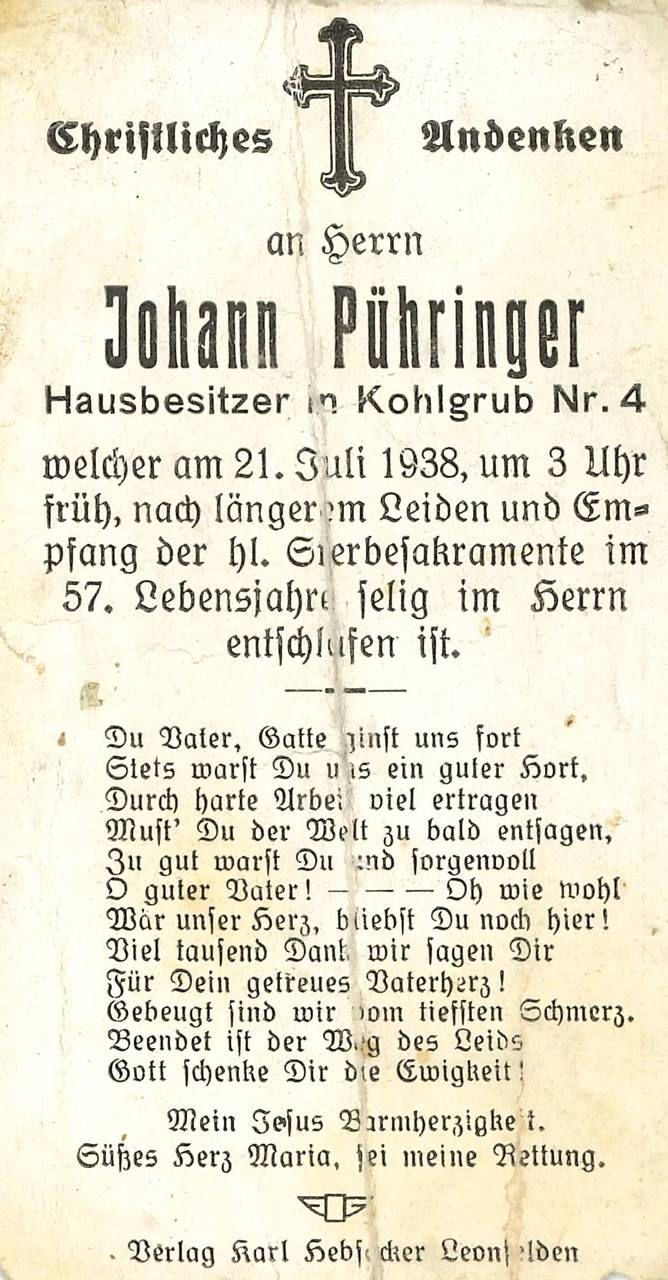 Christliches Andenken
an Herrn
Johann Pühringer
Hausbesitzer in Kohlgrub Nr. 4
welcher am 21. Juli 1938, um 3 Uhr
früh, nach längerem Leiden und Em-
pfang der hl. Sterbesakramente im
57. Lebensjahre selig im Herrn
entschlafen ist.
Du Vater, Gatte gingst uns fort
Stets warst Du uns ein guter Hort,
Durch harte Arbeit viel ertragen
Must' Du der Welt zu bald entsagen,
Zu gut warst Du und sorgenvoll
O guter Vater! — — — Oh wie wohl
Wär unser Herz, bliebst Du noch hier!
Viel tausend Dank wir sagen Dir
Für Dein getreues Vaterherz!
Gebeugt sind wir vom tiefsten Schmerz.
Beendet ist der Weg des Leids
Gott schenke Dir die Ewigkeit!
Mein Jesus Barmherzigkeit.
Süßes Herz Maria, sei meine Rettung.
Verlag Karl Leonfelden